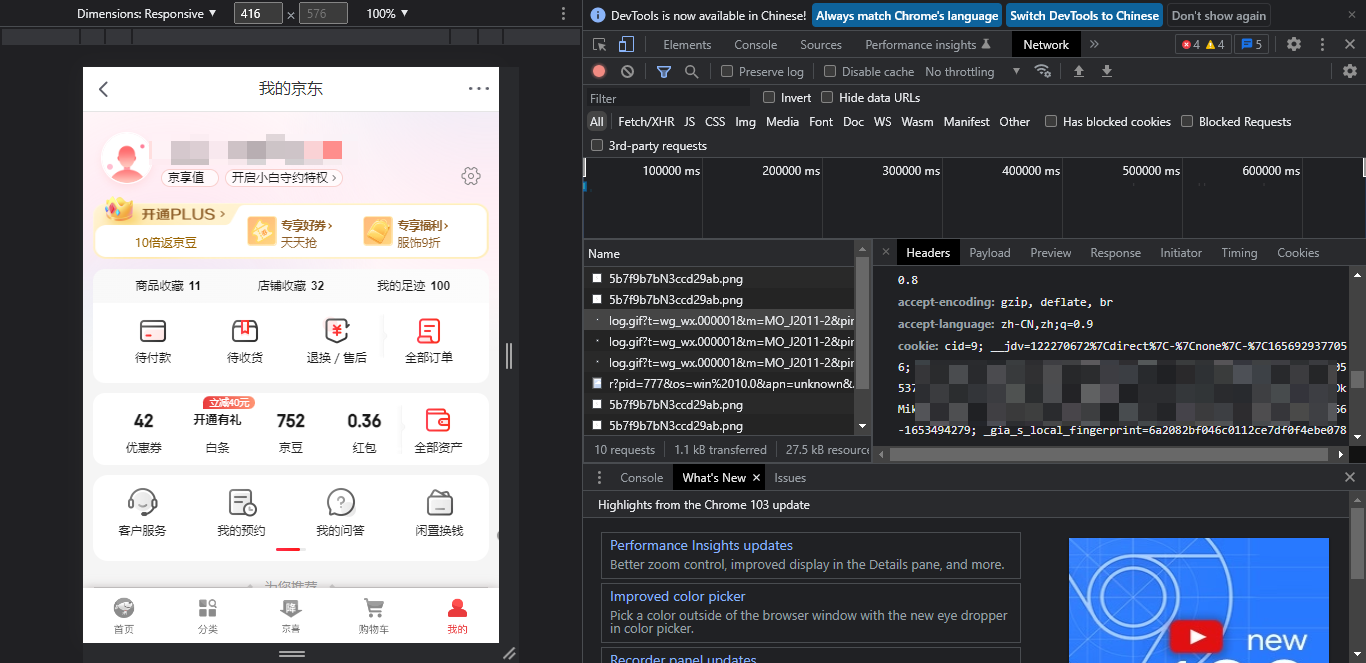 Dimensions: Responsive ▼ 416 × 576 100% ▼
我的京东
京享值 开启小白守约特权 >
开通PLUS >
10倍返京豆
专享好券›
天天抢
专享福利›
服饰9折
商品收藏 11 店铺收藏 32 我的足迹 100
待付款 待收货 退换 / 售后 全部订单
立减40元
42 开通有礼 752 0.36
优惠券 白条 京豆 红包 全部资产
客户服务 我的预约 我的问答 闲置换钱
为您推荐
降
首页 分类 京喜 购物车 我的
DevTools is now available in Chinese! Always match Chrome's language Switch DevTools to Chinese Don't show again
Elements Console Sources Performance insights Network 4 4 5
Preserve log Disable cache No throttling
Filter Invert Hide data URLs
All Fetch/XHR JS CSS Img Media Font Doc WS Wasm Manifest Other Has blocked cookies Blocked Requests
3rd-party requests
100000 ms 200000 ms 300000 ms 400000 ms 500000 ms 600000 ms
Name
5b7f9b7bN3ccd29ab.png
5b7f9b7bN3ccd29ab.png
log.gif?t=wg_wx.000001&m=MO_J2011-2&pin
log.gif?t=wg_wx.000001&m=MO_J2011-2&pin
log.gif?t=wg_wx.000001&m=MO_J2011-2&pin
r?pid=777&os=win%2010.0&apn=unknown&
5b7f9b7bN3ccd29ab.png
5b7f9b7bN3ccd29ab.png
10 requests 1.1 kB transferred 27.5 kB resourc
Headers Payload Preview Response Initiator Timing Cookies
0.8
accept-encoding: gzip, deflate, br
accept-language: zh-CN,zh;q=0.9
cookie: cid=9; __jdv=122270672%7Cdirect%7C-%7Cnone%7C-%7C165692937705
6; 05
537
Mik 66
-1653494279; _gia_s_local_fingerprint=6a2082bf046c0112ce7df0f4ebe078
Console What's New × Issues
Highlights from the Chrome 103 update
Performance Insights updates
Better zoom control, improved display in the Details pane, and more.
Improved color picker
Pick a color outside of the browser window with the new eye dropper
in color picker.
Recorder panel updates
new